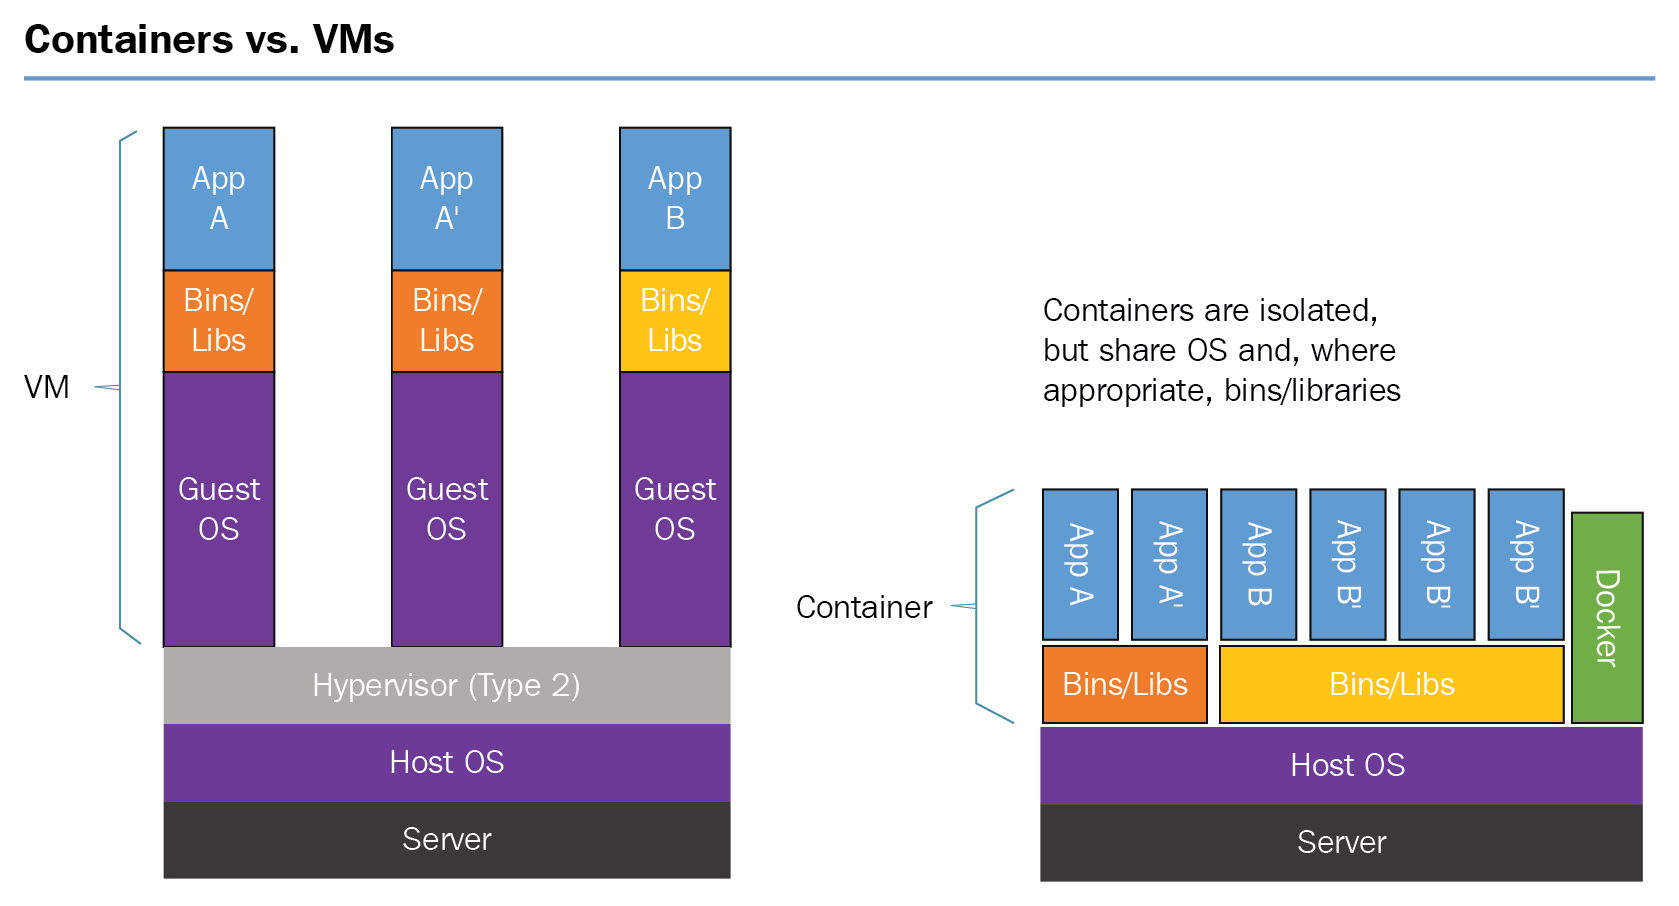 Containers vs. VMs
App
A
App
A'
App
B
Bins/
Libs
Bins/
Libs
Bins/
Libs
VM
Guest
OS
Guest
OS
Guest
OS
Hypervisor (Type 2)
Host OS
Server
Containers are isolated,
but share OS and, where
appropriate, bins/libraries
Container
App A
App A'
App B
App B'
App B'
App B'
Docker
Bins/Libs
Bins/Libs
Host OS
Server